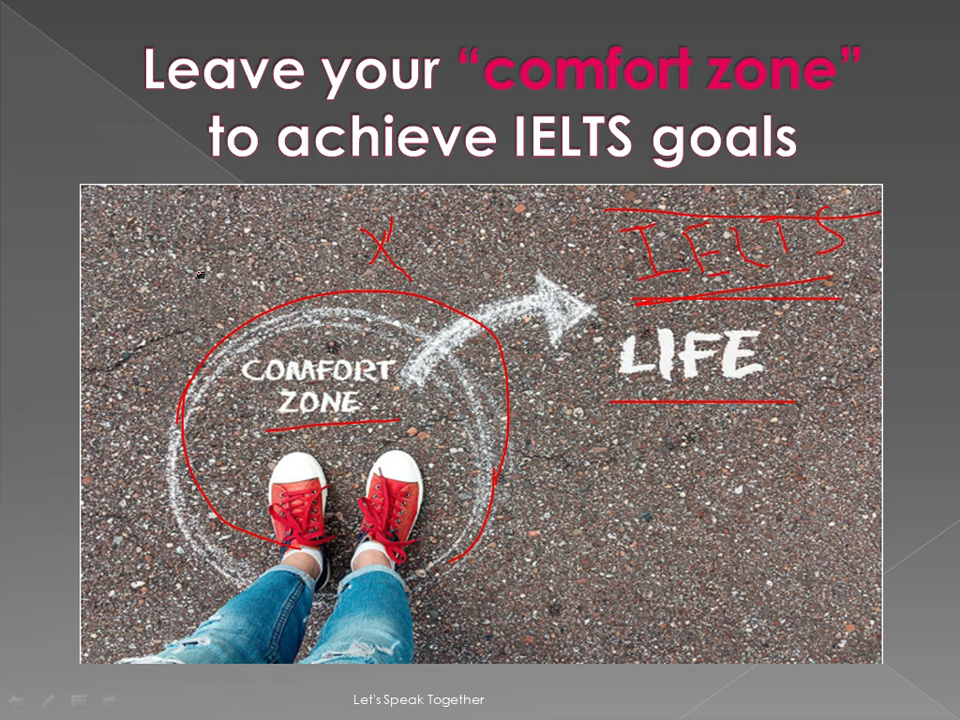 Leave your “comfort zone”
to achieve IELTS goals
X
IELTS
COMFORT
ZONE
LIFE
Let's Speak Together